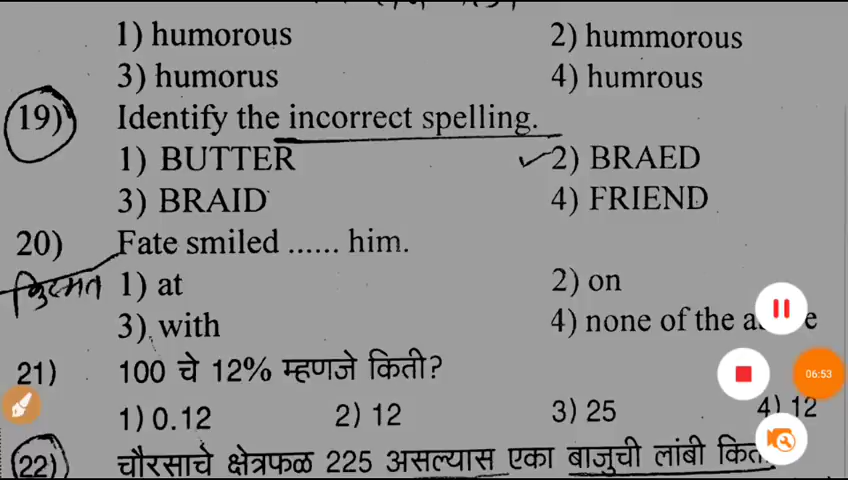 1) humorous 2) hummorous
3) humorus 4) humrous
19) Identify the incorrect spelling.
1) BUTTER 2) BRAED
3) BRAID 4) FRIEND
20) Fate smiled ...... him.
किस्मत 1) at 2) on
3) with 4) none of the
21) 100 चे 12% म्हणजे किती?
1) 0.12 2) 12 3) 25 4) 12
06:53
22) चौरसाचे क्षेत्रफळ 225 असल्यास एका बाजुची लांबी